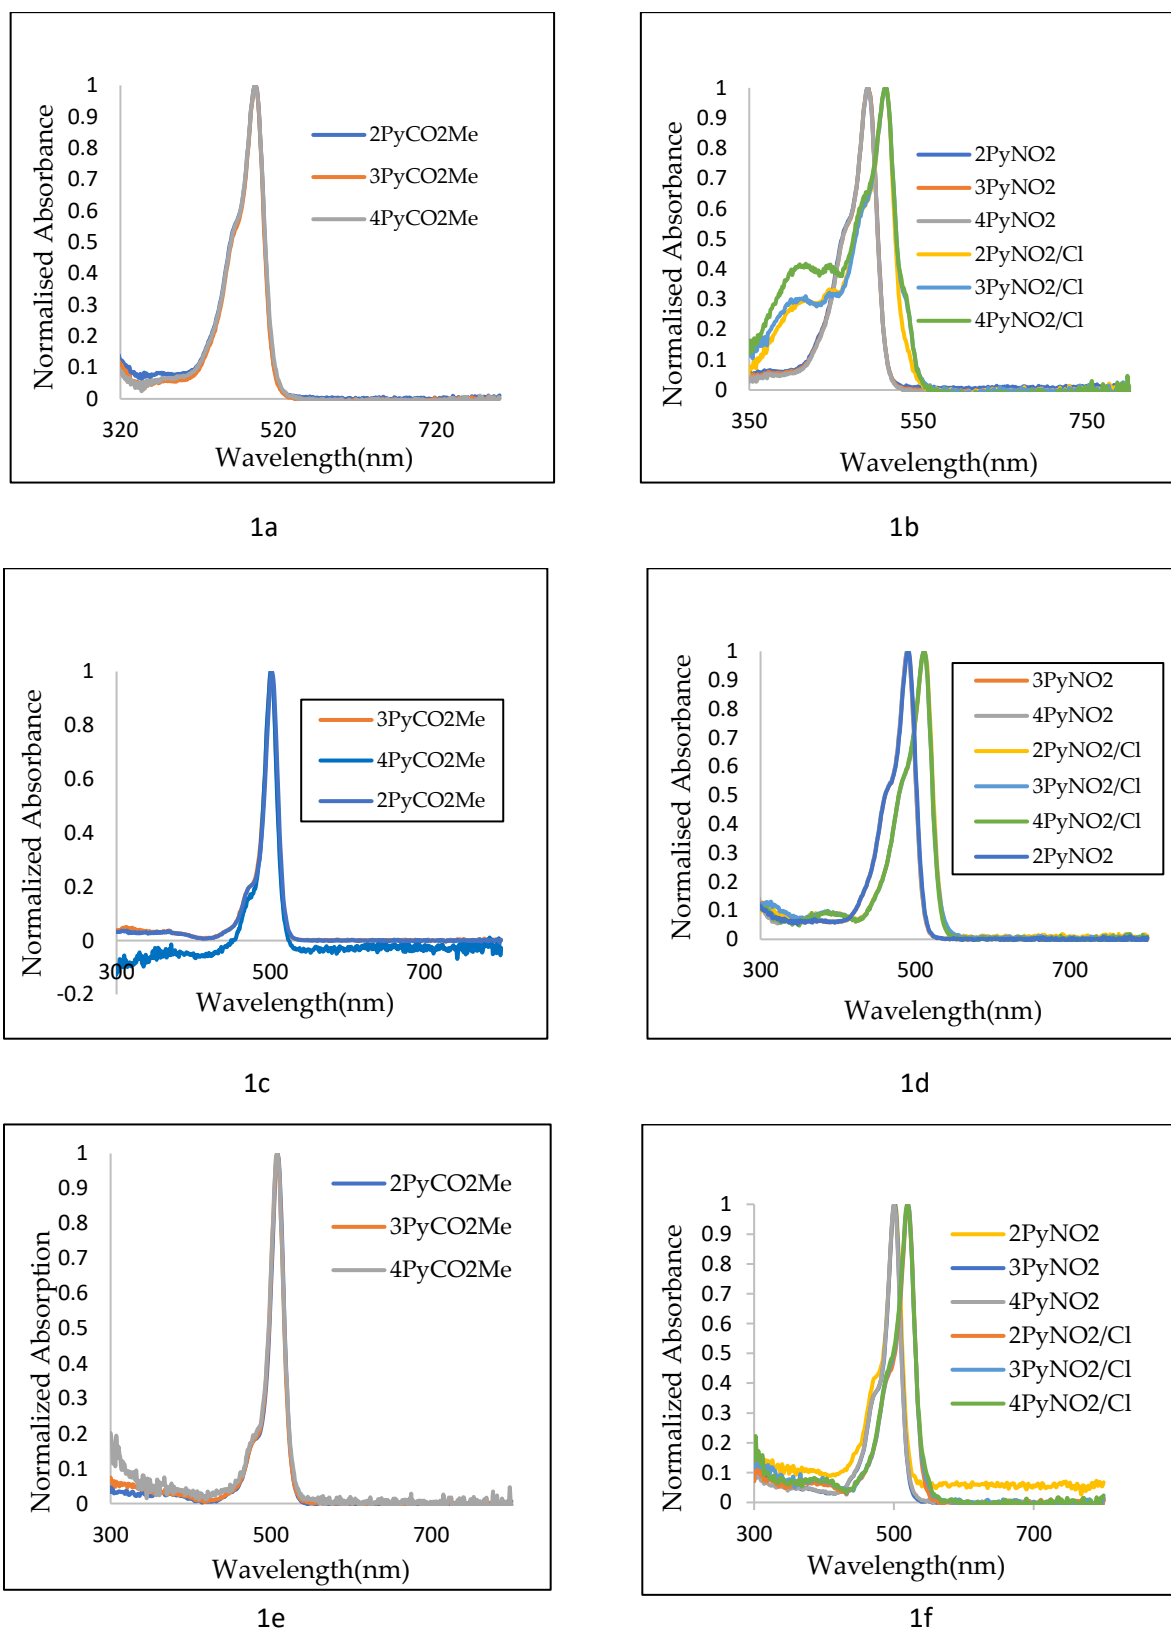 Normalised Absorbance
1
0.9
0.8
0.7
0.6
0.5
0.4
0.3
0.2
0.1
0
320
520
720
Wavelength(nm)
2PyCO2Me
3PyCO2Me
4PyCO2Me
1a
Normalised Absorbance
1
0.9
0.8
0.7
0.6
0.5
0.4
0.3
0.2
0.1
0
350
550
750
Wavelength(nm)
2PyNO2
3PyNO2
4PyNO2
2PyNO2/Cl
3PyNO2/Cl
4PyNO2/Cl
1b
Normalized Absorbance
1
0.8
0.6
0.4
0.2
0
-0.2
300
500
700
Wavelength(nm)
3PyCO2Me
4PyCO2Me
2PyCO2Me
1c
Normalised Absorbance
1
0.9
0.8
0.7
0.6
0.5
0.4
0.3
0.2
0.1
0
300
500
700
Wavelength(nm)
3PyNO2
4PyNO2
2PyNO2/Cl
3PyNO2/Cl
4PyNO2/Cl
2PyNO2
1d
Normalized Absorption
1
0.9
0.8
0.7
0.6
0.5
0.4
0.3
0.2
0.1
0
300
500
700
Wavelength(nm)
2PyCO2Me
3PyCO2Me
4PyCO2Me
1e
Normalized Absorbance
1
0.9
0.8
0.7
0.6
0.5
0.4
0.3
0.2
0.1
0
300
500
700
Wavelength(nm)
2PyNO2
3PyNO2
4PyNO2
2PyNO2/Cl
3PyNO2/Cl
4PyNO2/Cl
1f